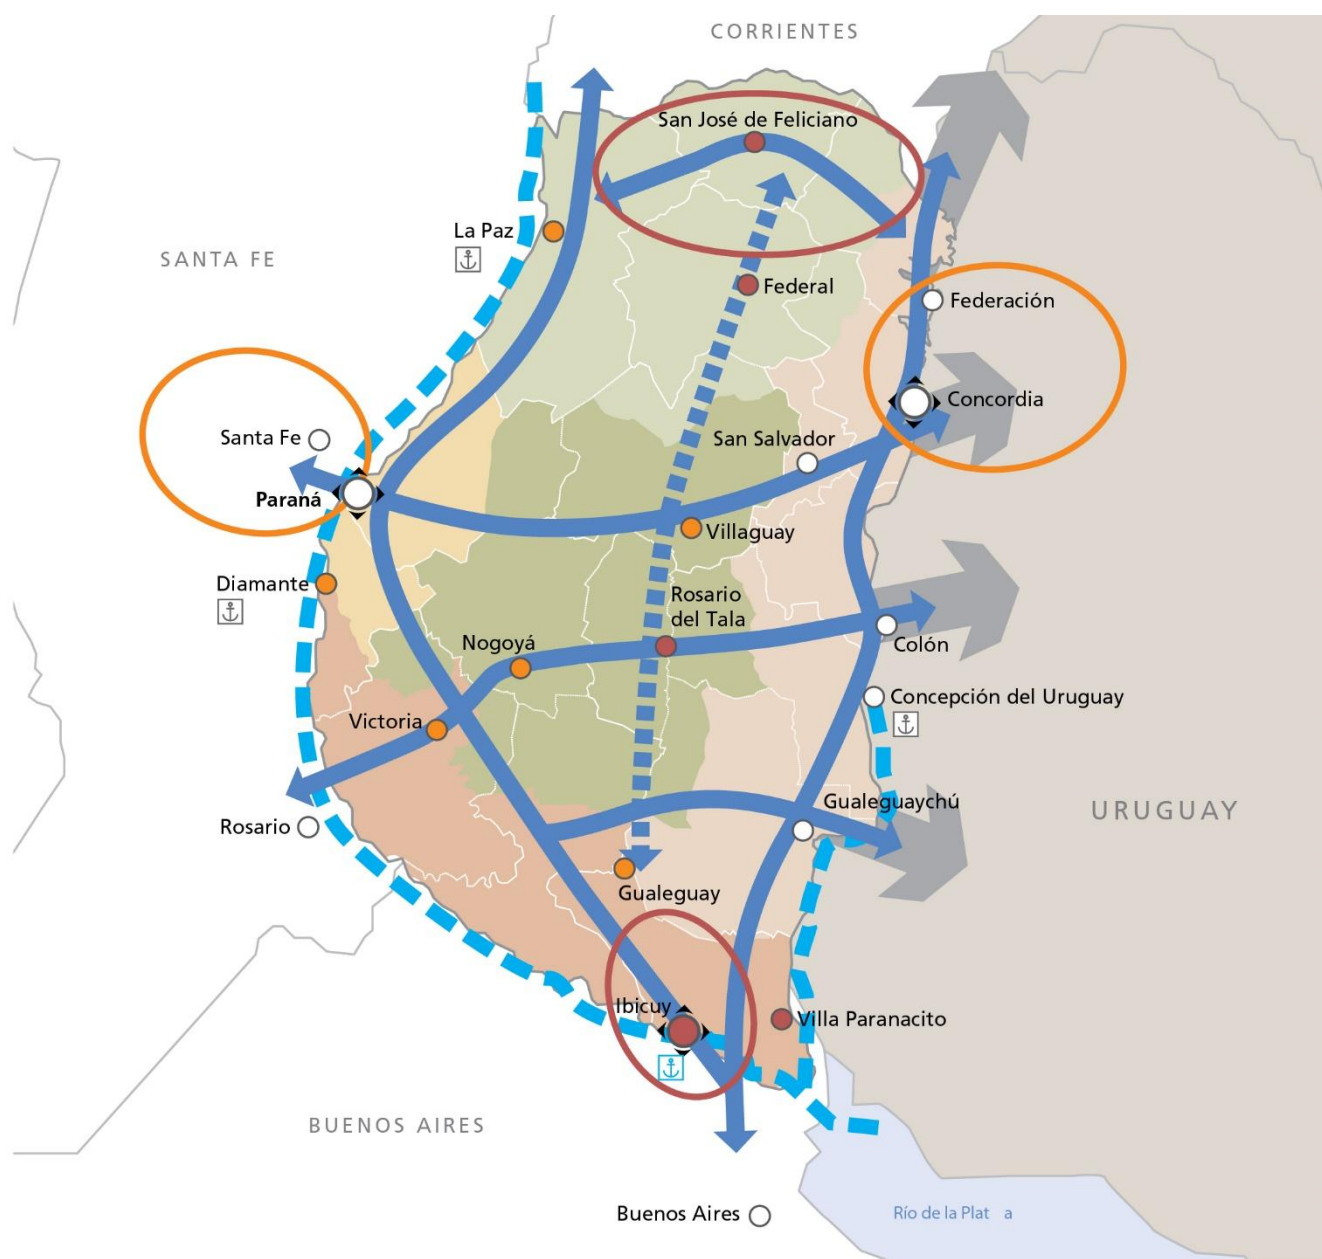 CORRIENTES
San José de Feliciano
La Paz
SANTA FE
Federal
Federación
Concordia
Santa Fe
San Salvador
Paraná
Villaguay
Diamante
Rosario
del Tala
Nogoyá
Colón
Concepción del Uruguay
Victoria
Gualeguaychú
URUGUAY
Rosario
Gualeguay
Ibicuy
Villa Paranacito
BUENOS AIRES
Buenos Aires
Río de la Plat a